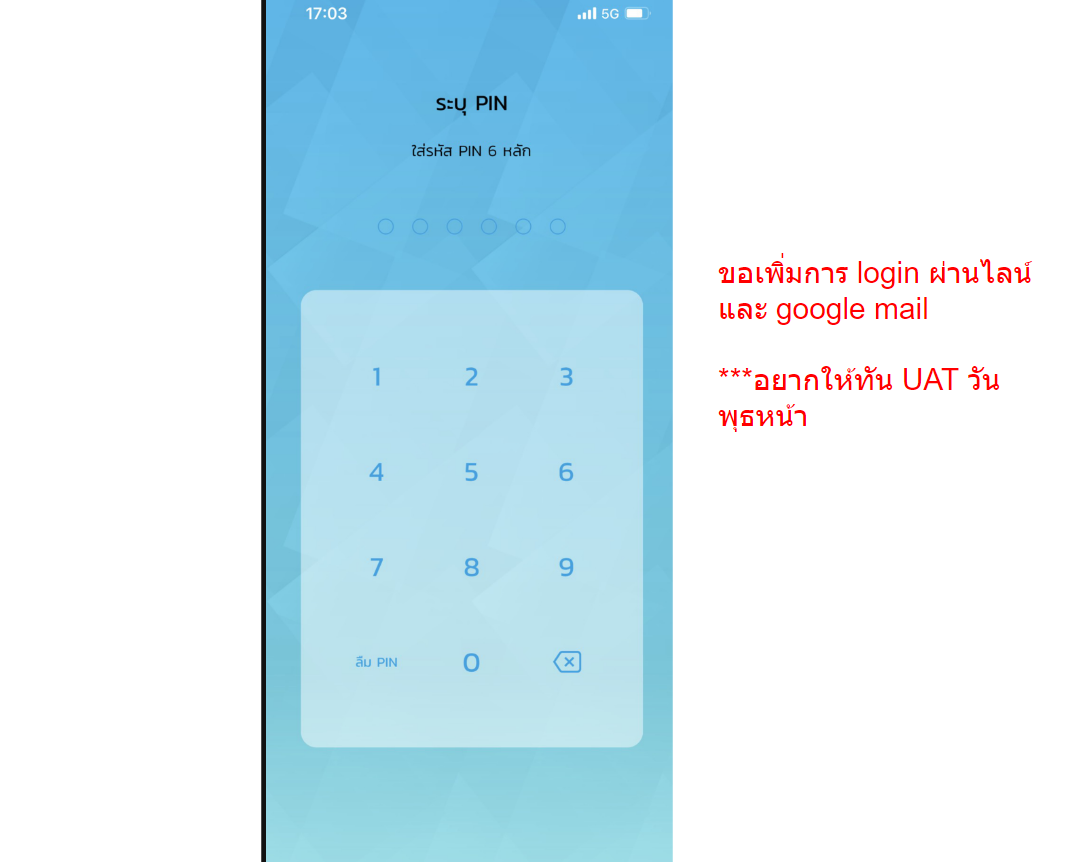 17:03 5G
ระบุ PIN
ใส่รหัส PIN 6 หลัก
1 2 3
4 5 6
7 8 9
ลืม PIN 0
ขอเพิ่มการ login ผ่านไลน์
และ google mail
***อยากให้ทัน UAT วัน
พุธหน้า